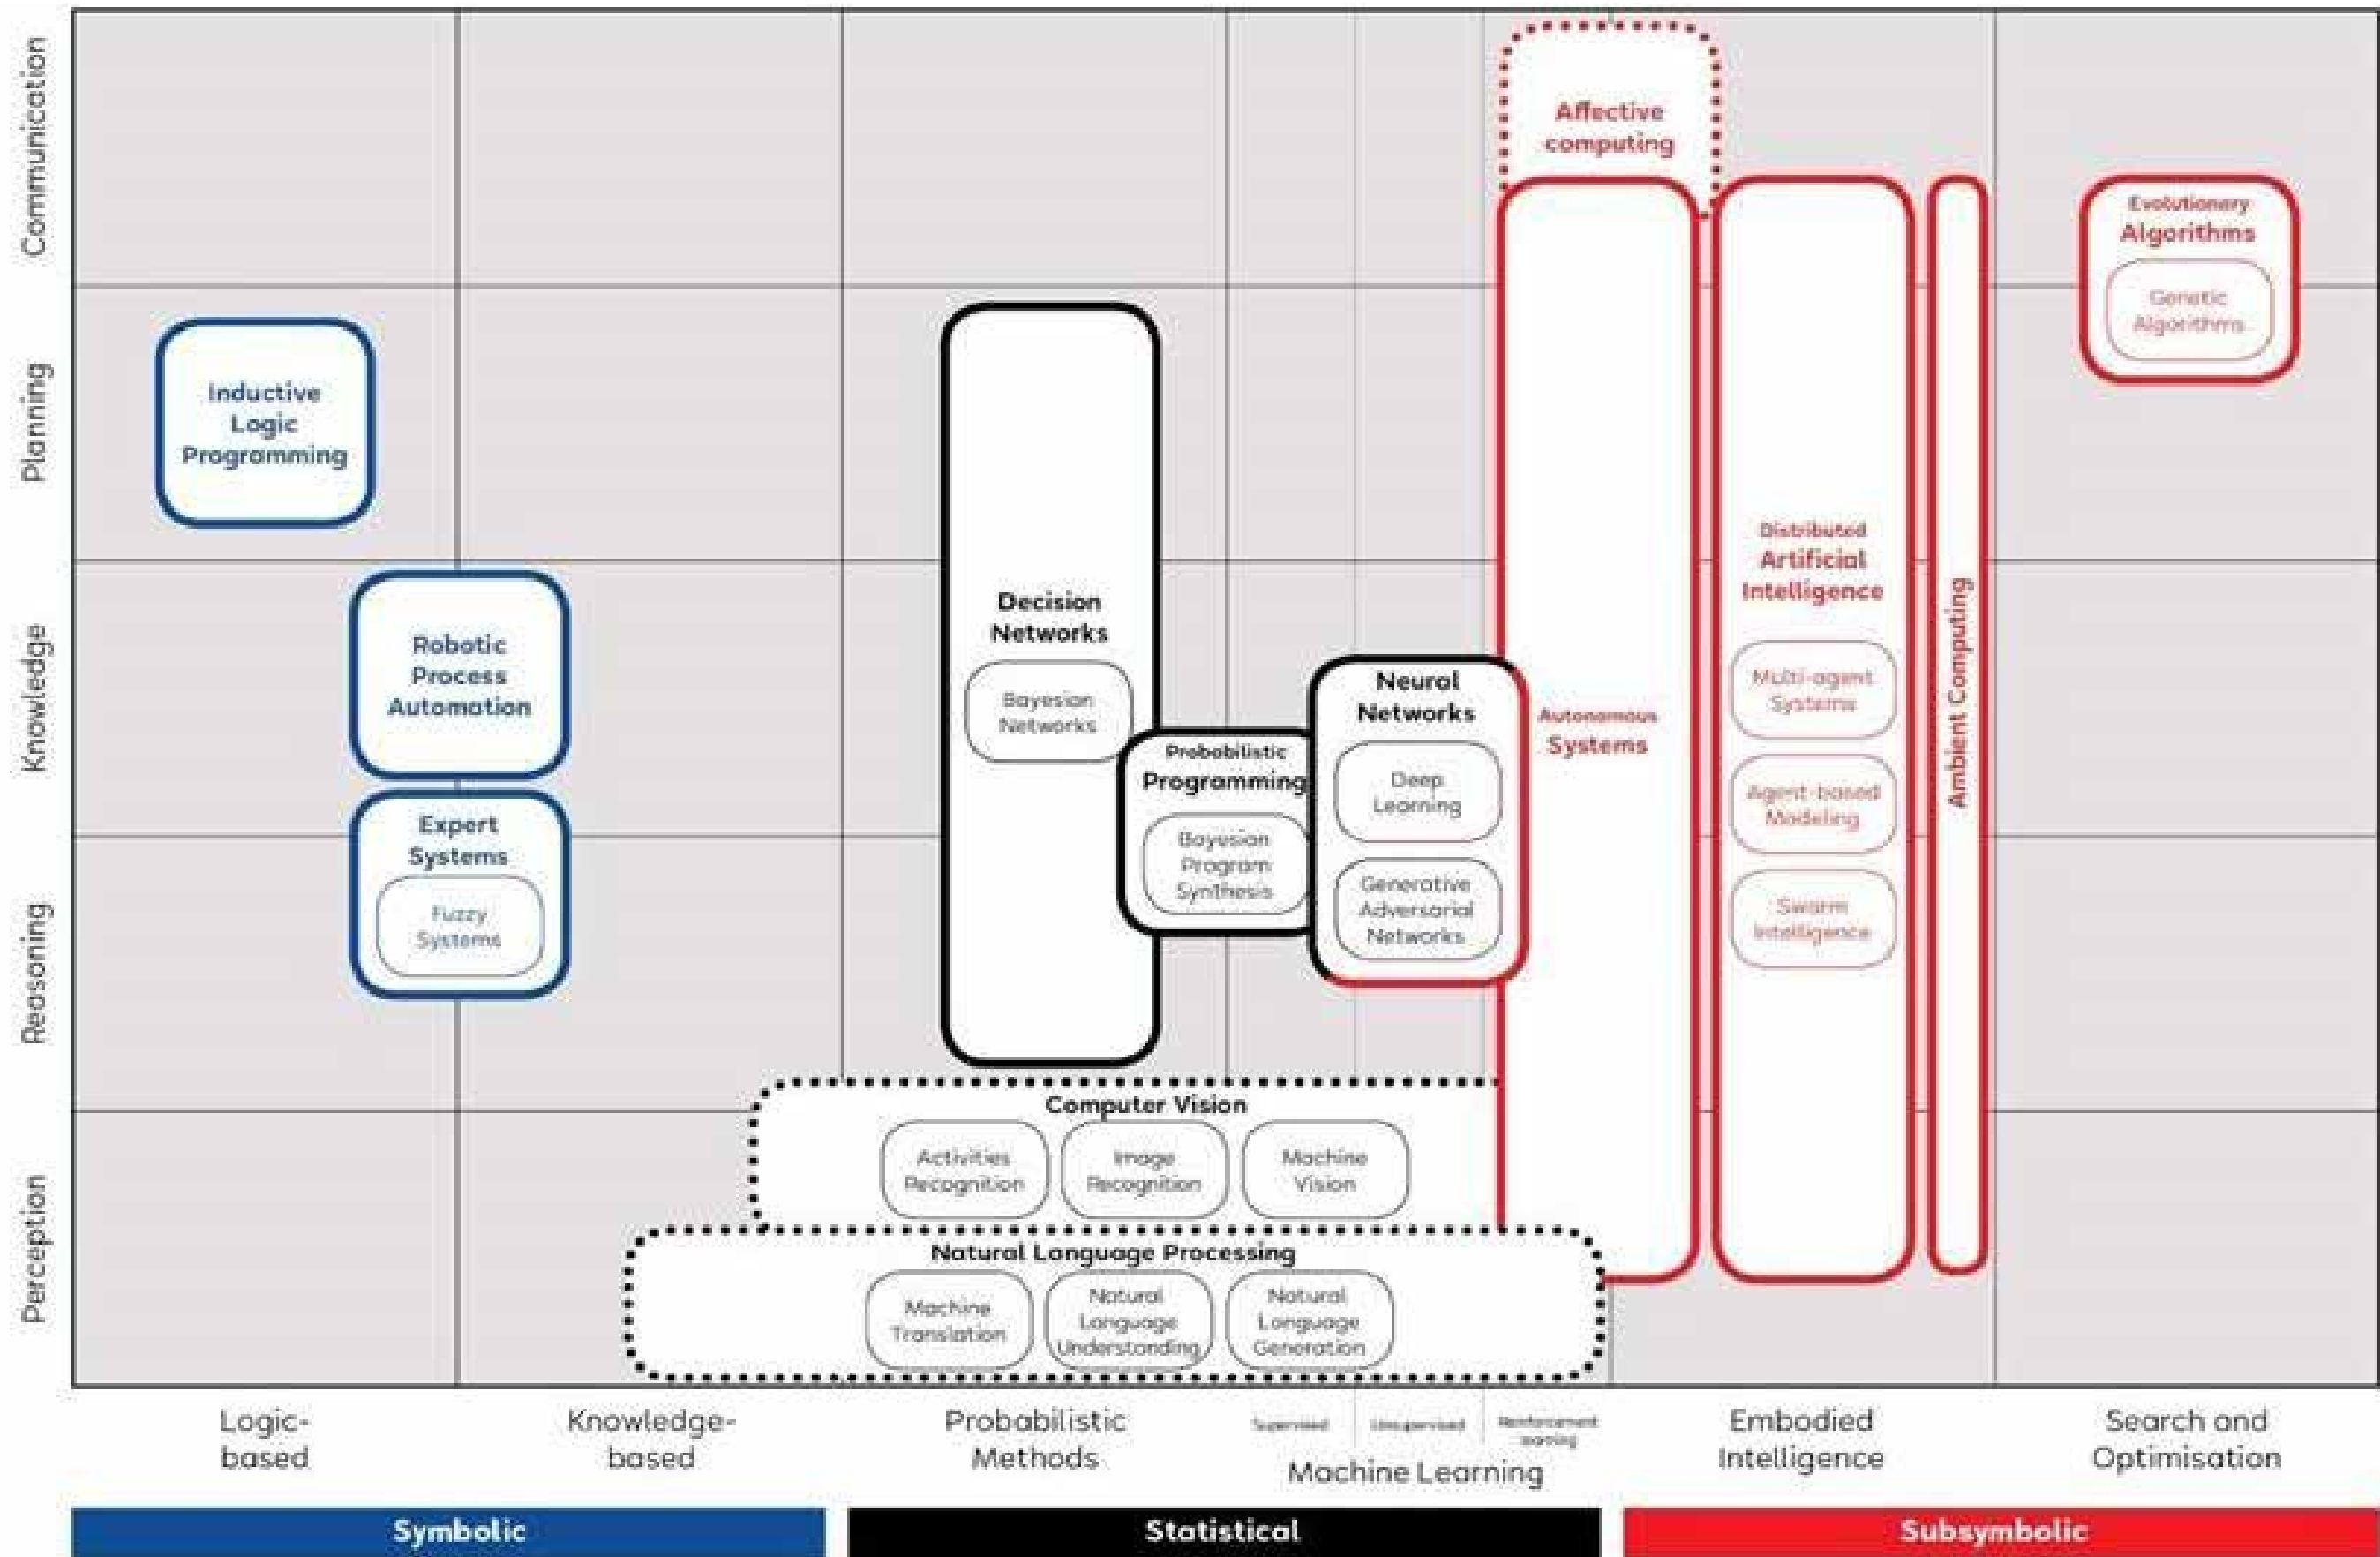 Communication
Planning
Knowledge
Reasoning
Perception
Affective
computing
Evolutionary
Algorithms
Genetic
Algorithms
Inductive
Logic
Programming
Robotic
Process
Automation
Expert
Systems
Fuzzy
Systems
Decision
Networks
Bayesian
Networks
Probabilistic
Programming
Bayesian
Program
Synthesis
Neural
Networks
Deep
Learning
Generative
Adversarial
Networks
Autonomous
Systems
Distributed
Artificial
Intelligence
Multi-agent
Systems
Agent-based
Modeling
Swarm
Intelligence
Ambient Computing
Computer Vision
Activities
Recognition
Image
Recognition
Machine
Vision
Natural Language Processing
Machine
Translation
Natural
Language
Understanding
Natural
Language
Generation
Logic-
based
Knowledge-
based
Probabilistic
Methods
Supervised
Unsupervised
Reinforcement
learning
Machine Learning
Embodied
Intelligence
Search and
Optimisation
Symbolic
Statistical
Subsymbolic